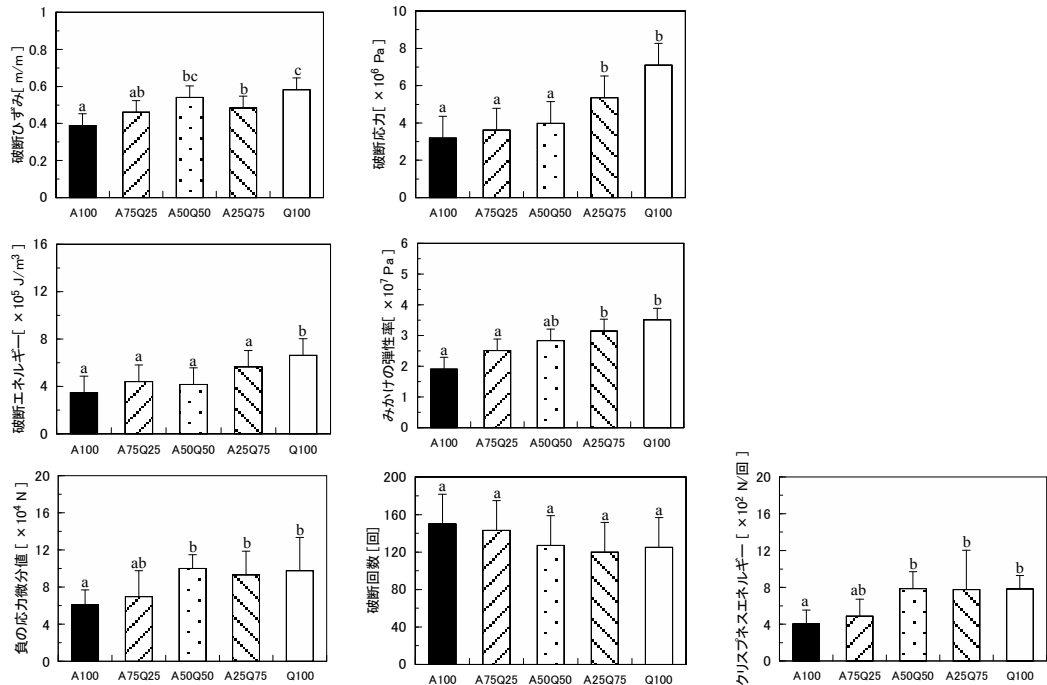 破断ひずみ[ m/m ]
1
0.8
0.6
0.4
0.2
0
a
ab
bc
b
c
A100 A75Q25 A50Q50 A25Q75 Q100
破断応力[ ×10⁶ Pa ]
10
8
6
4
2
0
a
a
a
b
b
A100 A75Q25 A50Q50 A25Q75 Q100
破断エネルギー[ ×10⁵ J/m³ ]
16
12
8
4
0
a
a
a
a
b
A100 A75Q25 A50Q50 A25Q75 Q100
みかけの弾性率[ ×10⁷ Pa ]
6
5
4
3
2
1
0
a
a
ab
b
b
A100 A75Q25 A50Q50 A25Q75 Q100
負の応力微分値[ ×10⁴ N ]
20
16
12
8
4
0
a
ab
b
b
b
A100 A75Q25 A50Q50 A25Q75 Q100
破断回数[回]
200
160
120
80
40
0
a
a
a
a
a
A100 A75Q25 A50Q50 A25Q75 Q100
クリスプネスエネルギー[ ×10² N/回 ]
20
16
12
8
4
0
a
ab
b
b
b
A100 A75Q25 A50Q50 A25Q75 Q100